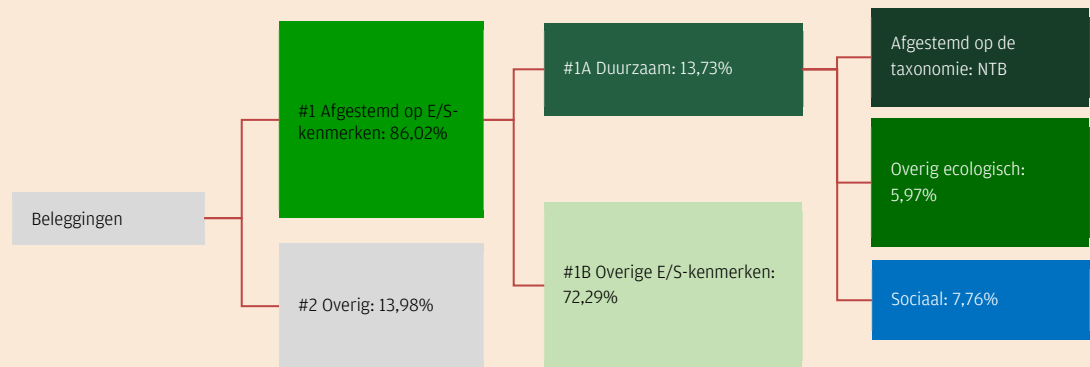 Beleggingen
#1 Afgestemd op E/S-
kenmerken: 86,02%
#2 Overig: 13,98%
#1A Duurzaam: 13,73%
#1B Overige E/S-kenmerken:
72,29%
Afgestemd op de
taxonomie: NTB
Overig ecologisch:
5,97%
Sociaal: 7,76%